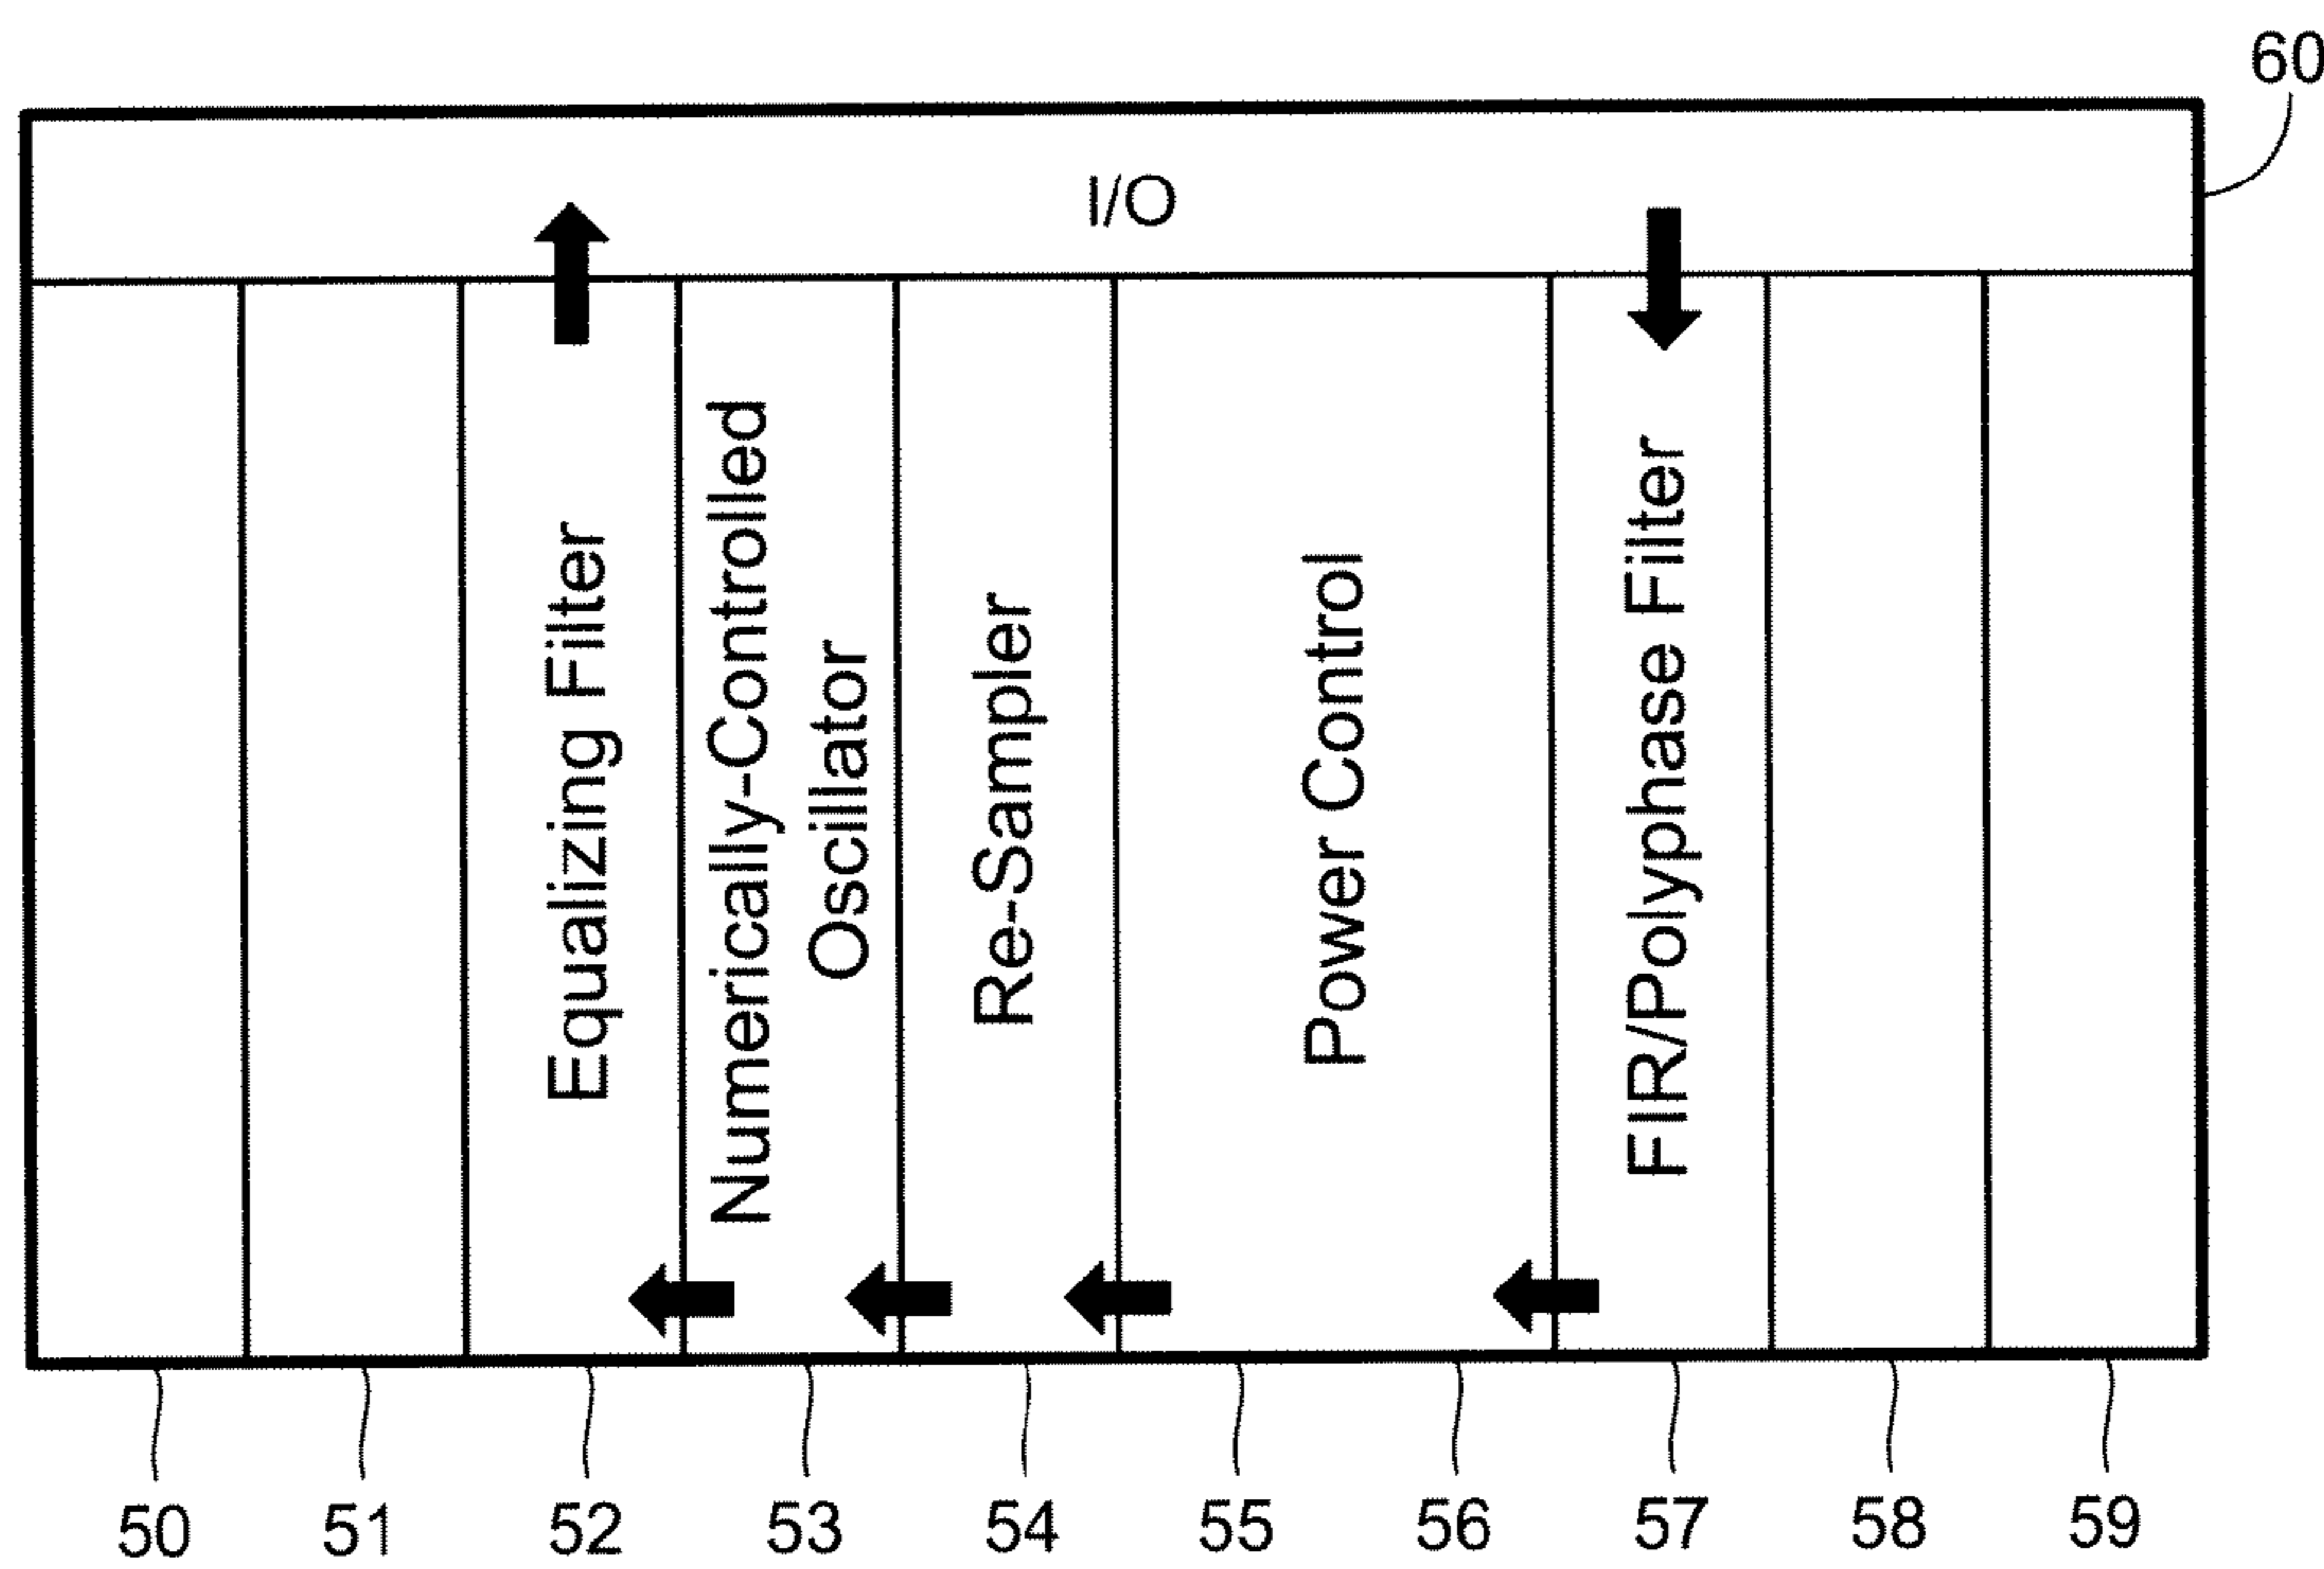 60
I/O
Equalizing Filter
Numerically-Controlled
Oscillator
Re-Sampler
Power Control
FIR/Polyphase Filter
50 51 52 53 54 55 56 57 58 59